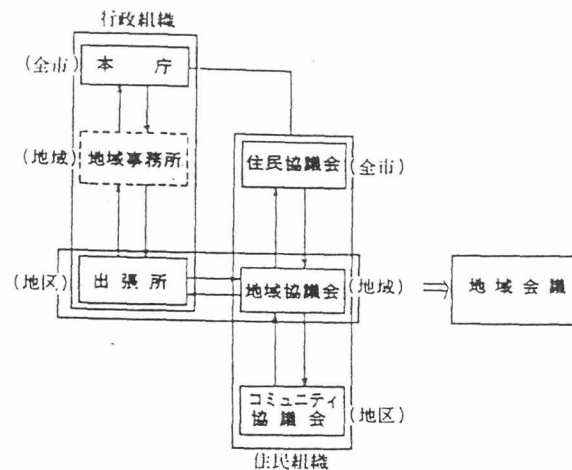 行政組織
(全市)
本 庁
(地域)
地域事務所
住民協議会
(全市)
(地区)
出 張 所
地域協議会
(地域)
地 域 会 議
コミュニティ
協 議 会
(地区)
住民組織